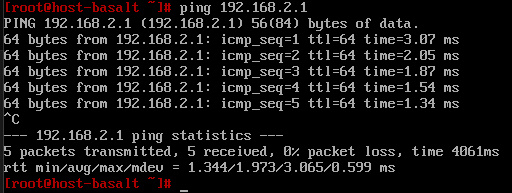 [root@host-basalt ~]# ping 192.168.2.1
PING 192.168.2.1 (192.168.2.1) 56(84) bytes of data.
64 bytes from 192.168.2.1: icmp_seq=1 ttl=64 time=3.07 ms
64 bytes from 192.168.2.1: icmp_seq=2 ttl=64 time=2.05 ms
64 bytes from 192.168.2.1: icmp_seq=3 ttl=64 time=1.87 ms
64 bytes from 192.168.2.1: icmp_seq=4 ttl=64 time=1.54 ms
64 bytes from 192.168.2.1: icmp_seq=5 ttl=64 time=1.34 ms
^C
--- 192.168.2.1 ping statistics ---
5 packets transmitted, 5 received, 0% packet loss, time 4061ms
rtt min/avg/max/mdev = 1.344/1.973/3.065/0.599 ms
[root@host-basalt ~]# _